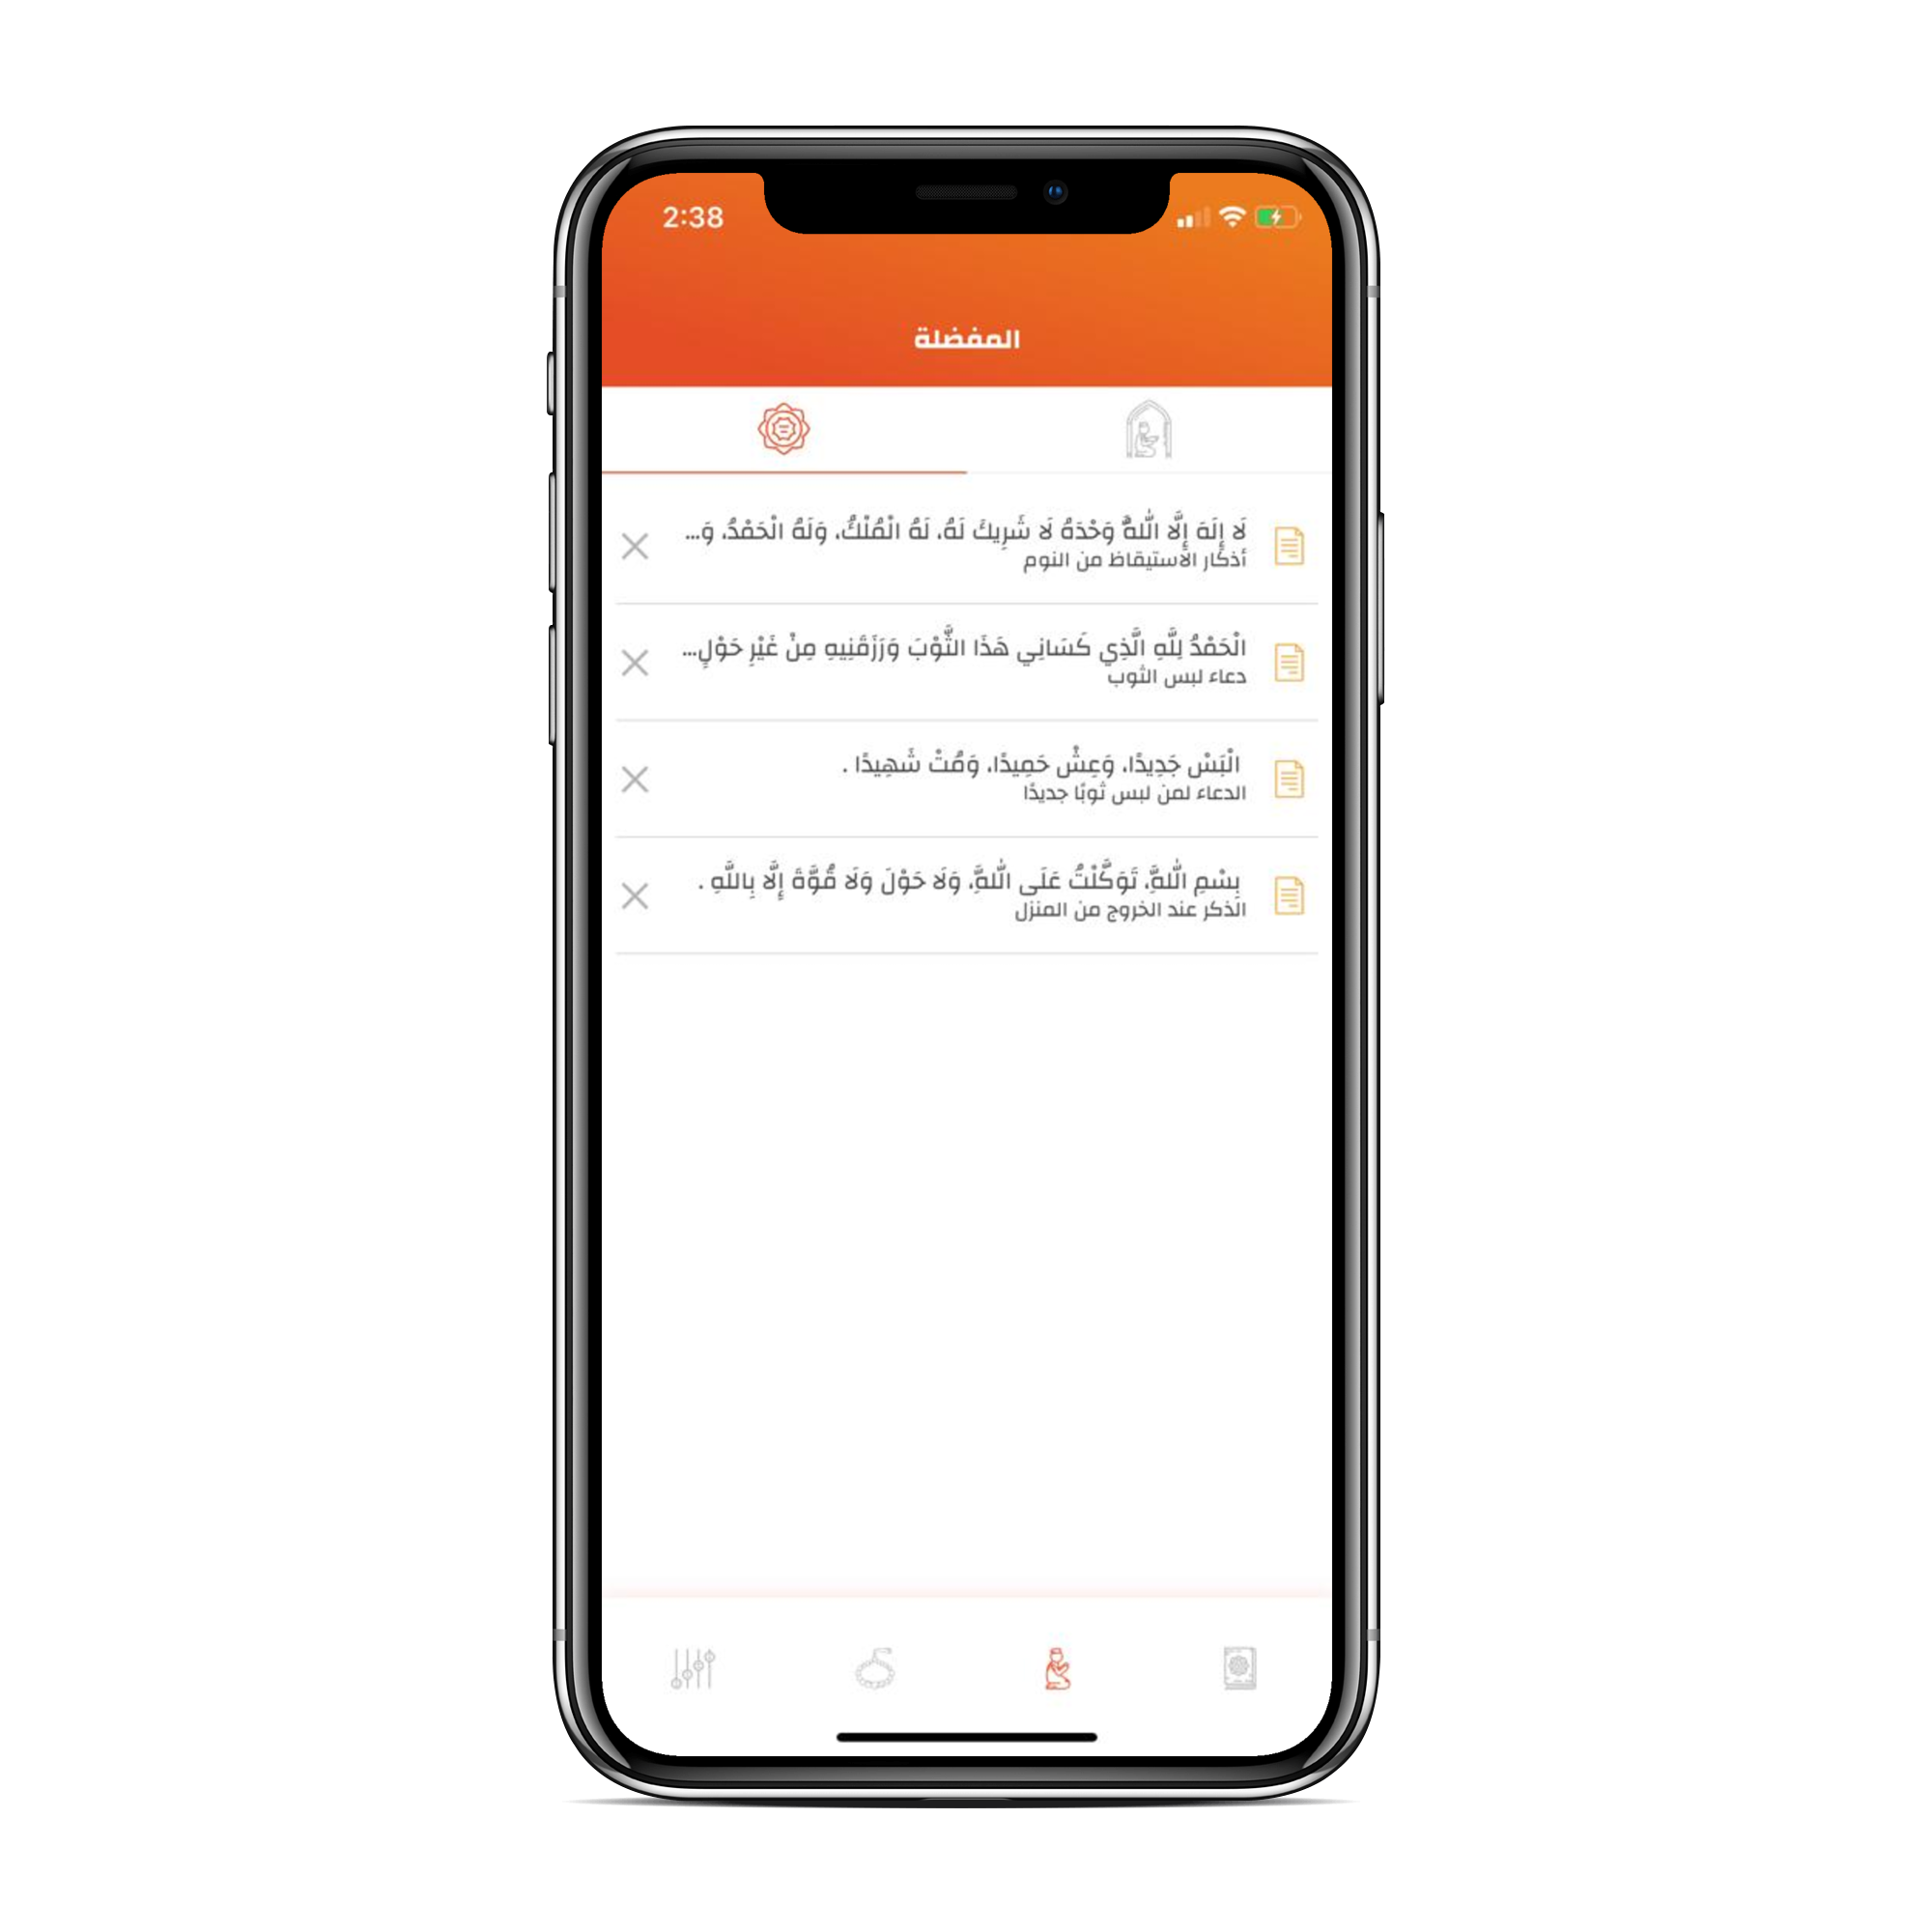 2:38
المفضلة
لَا إِلَهَ إِلَّا اللَّهُ وَحْدَهُ لَا شَرِيكَ لَهُ، لَهُ الْمُلْكُ، وَلَهُ الْحَمْدُ، وَ...
أذكار الاستيقاظ من النوم
الْحَمْدُ لِلَّهِ الَّذِي كَسَانِي هَذَا الثَّوْبَ وَرَزَقَنِيهِ مِنْ غَيْرِ حَوْلٍ...
دعاء لبس الثوب
الْبَسْ جَدِيدًا، وَعِشْ حَمِيدًا، وَمُتْ شَهِيدًا .
الدعاء لمن لبس ثوبًا جديدًا
بِسْمِ اللَّهِ، تَوَكَّلْتُ عَلَى اللَّهِ، وَلَا حَوْلَ وَلَا قُوَّةَ إِلَّا بِاللَّهِ .
الذكر عند الخروج من المنزل